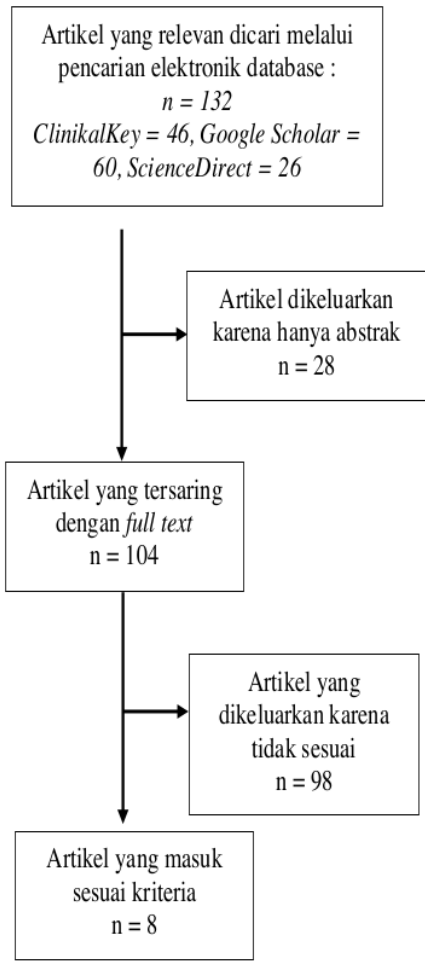 Artikel yang relevan dicari melalui
pencarian elektronik database :
n = 132
ClinikalKey = 46, Google Scholar =
60, ScienceDirect = 26
Artikel dikeluarkan
karena hanya abstrak
n = 28
Artikel yang tersaring
dengan full text
n = 104
Artikel yang
dikeluarkan karena
tidak sesuai
n = 98
Artikel yang masuk
sesuai kriteria
n = 8